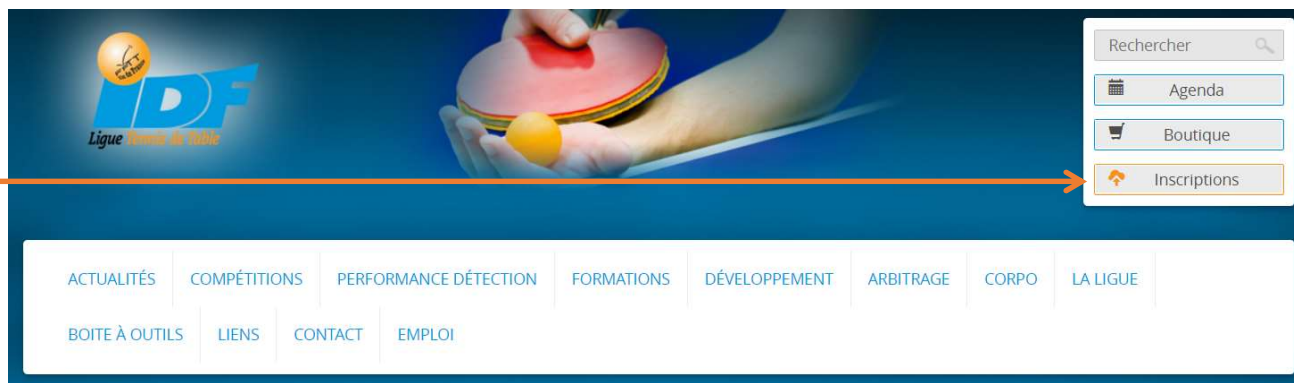 IDF
Ligue Tennis de Table
Rechercher
Agenda
Boutique
Inscriptions
ACTUALITÉS COMPÉTITIONS PERFORMANCE DÉTECTION FORMATIONS DÉVELOPPEMENT ARBITRAGE CORPO LA LIGUE
BOITE À OUTILS LIENS CONTACT EMPLOI